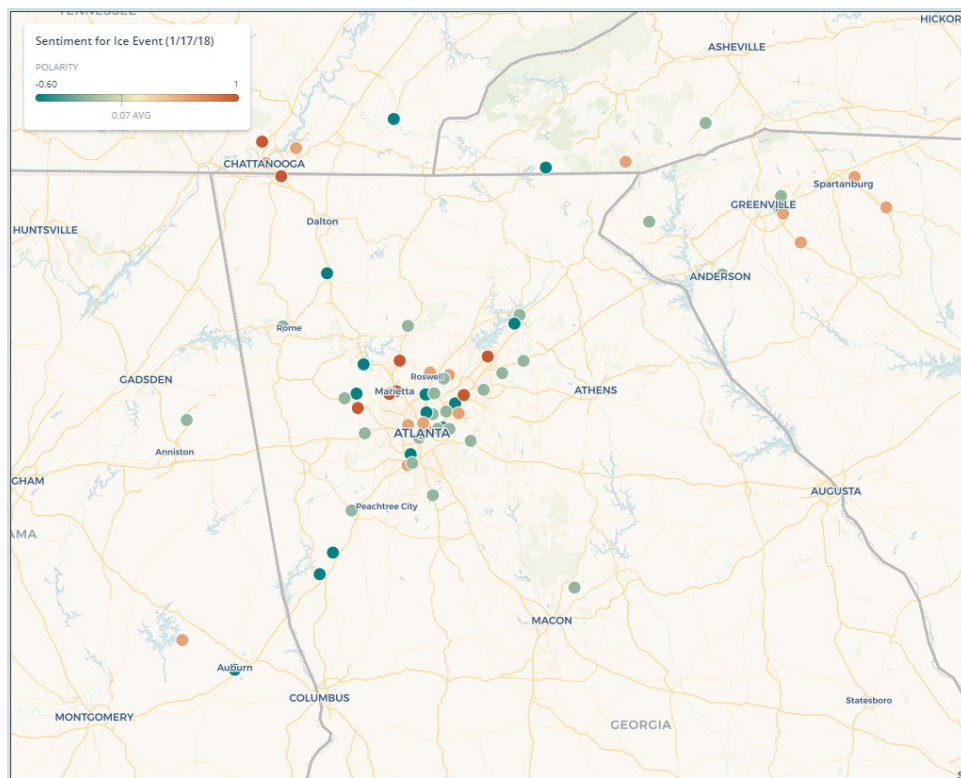 TENNESSEE
HICKOR
Sentiment for Ice Event (1/17/18)
POLARITY
-0.60 1
0.07 AVG
ASHEVILLE
CHATTANOOGA
Spartanburg
GREENVILLE
Dalton
HUNTSVILLE
ANDERSON
Rome
GADSDEN
Roswell
Marietta
ATHENS
ATLANTA
Anniston
GHAM
AUGUSTA
Peachtree City
AMA
MACON
Auburn
COLUMBUS
Statesboro
MONTGOMERY
GEORGIA